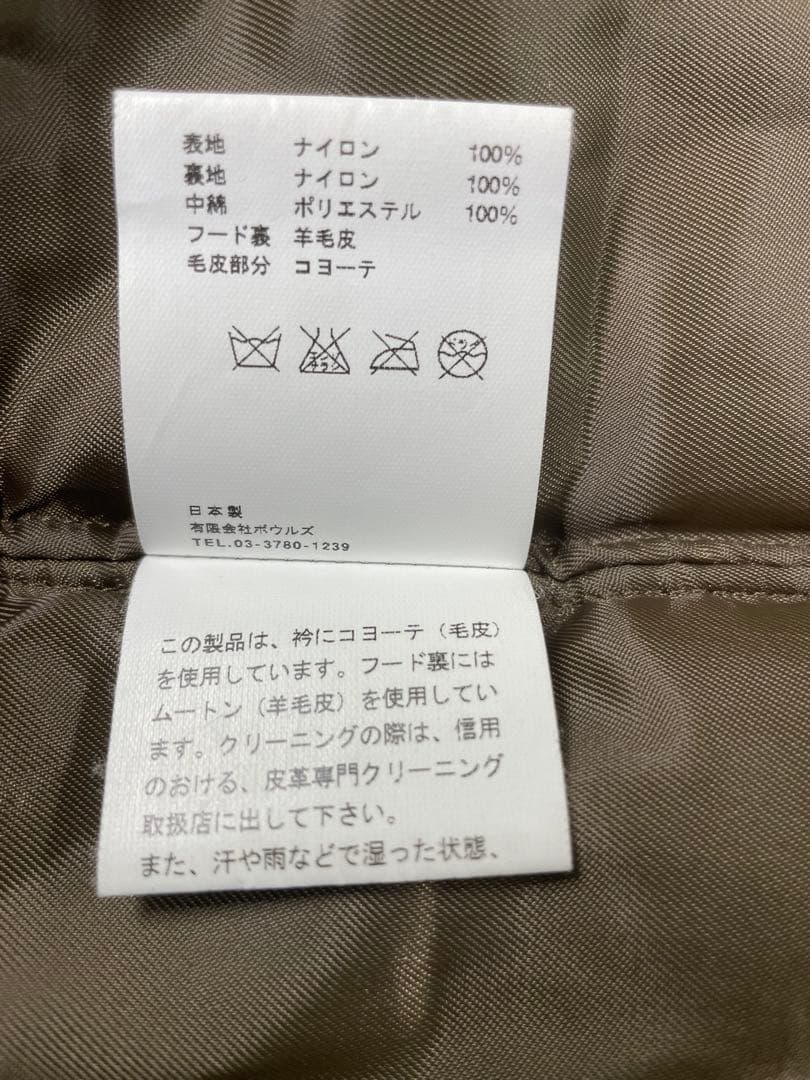 表地 ナイロン 100%
裏地 ナイロン 100%
中綿 ポリエステル 100%
フード裏 羊毛皮
毛皮部分 コヨーテ
ドライ
日本製
有限会社ボウルズ
TEL.03-3780-1239
この製品は、衿にコヨーテ（毛皮）
を使用しています。フード裏には
ムートン（羊毛皮）を使用してい
ます。クリーニングの際は、信用
のおける、皮革専門クリーニング
取扱店に出して下さい。
また、汗や雨などで湿った状態、